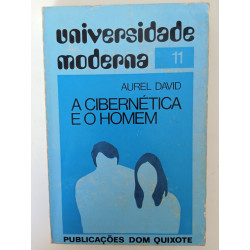 universidade
moderna 11
AUREL DAVID
A CIBERNÉTICA
E O HOMEM
PUBLICAÇÕES DOM QUIXOTE